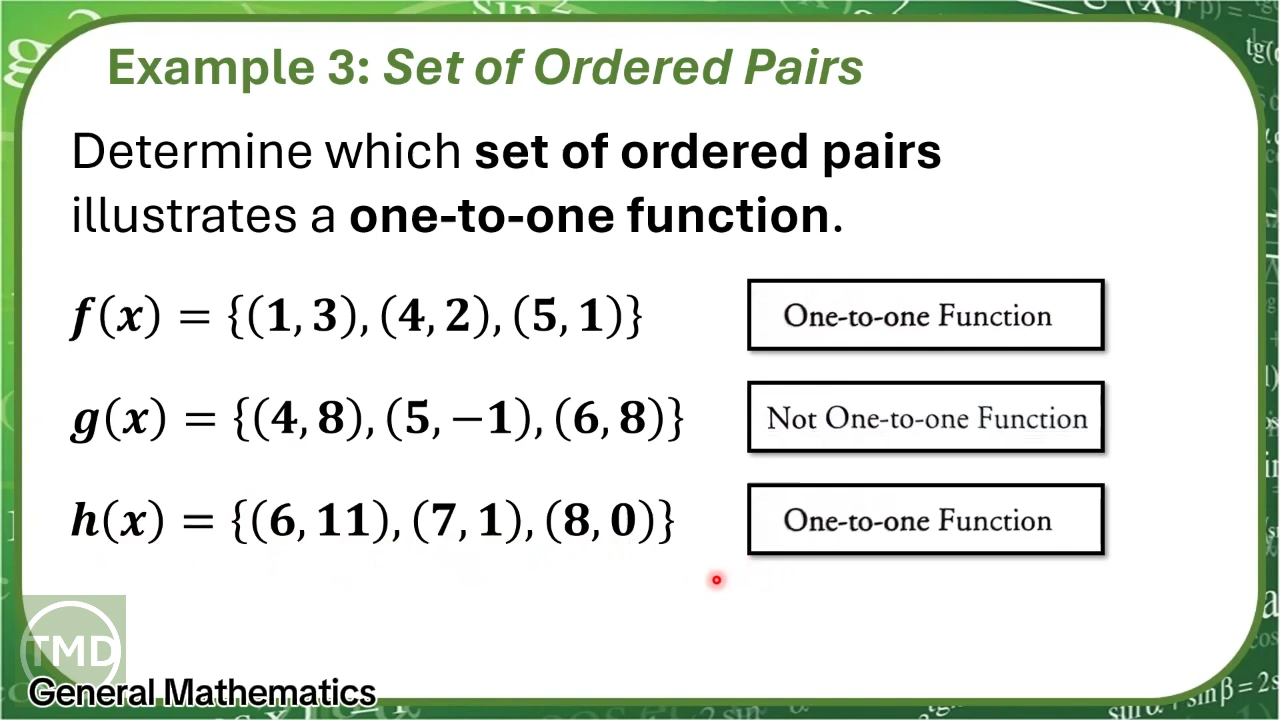 Example 3: Set of Ordered Pairs
Determine which set of ordered pairs
illustrates a one-to-one function.
f(x) = {(1, 3), (4, 2), (5, 1)}
One-to-one Function
g(x) = {(4, 8), (5, −1), (6, 8)}
Not One-to-one Function
h(x) = {(6, 11), (7, 1), (8, 0)}
One-to-one Function
TMD
General Mathematics